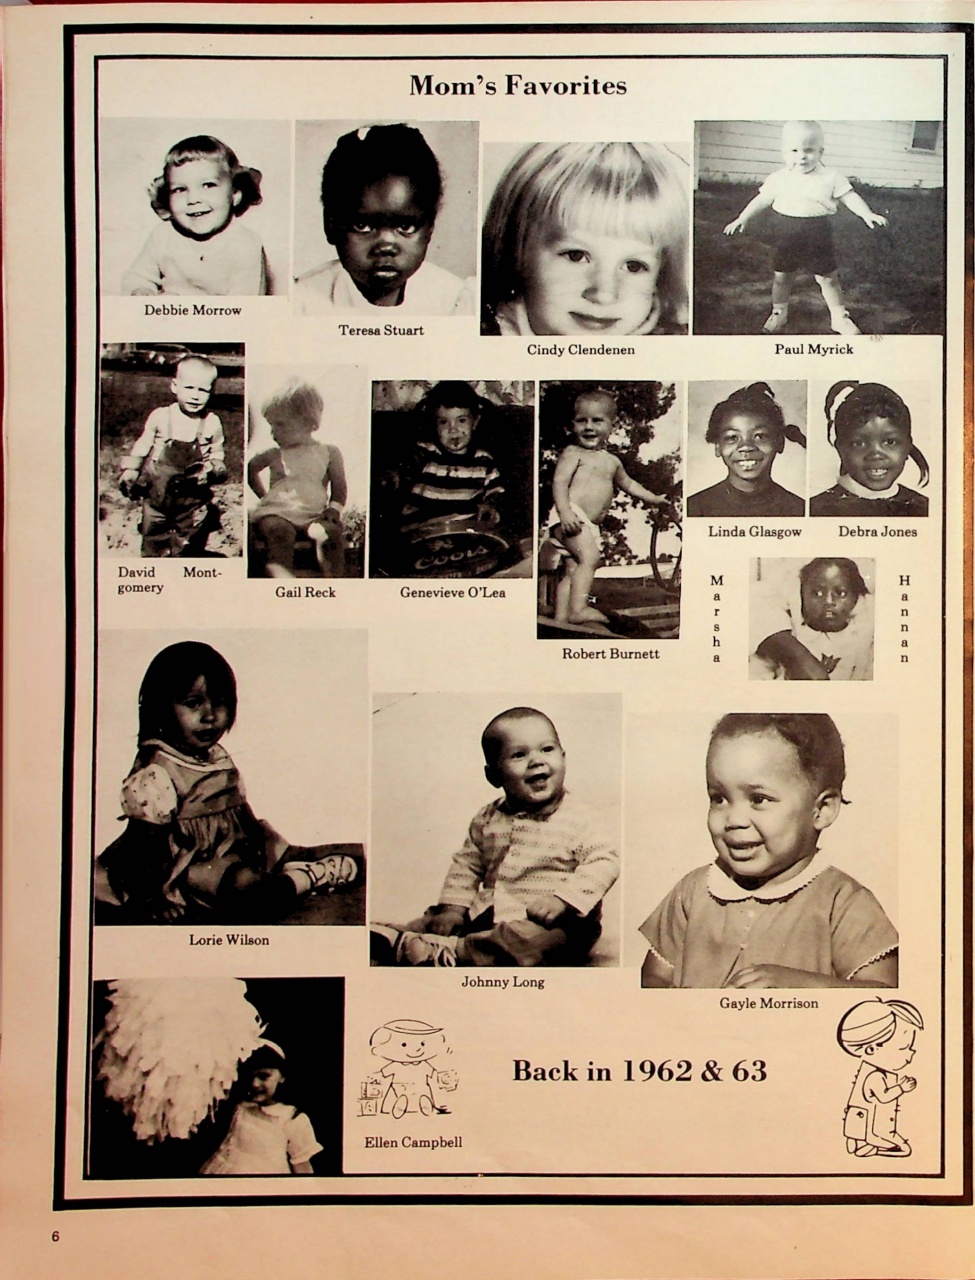 Mom's Favorites
Debbie Morrow
Teresa Stuart
Cindy Clendenen
Paul Myrick
David Mont-
gomery
Gail Reck
Coors
Genevieve O'Lea
Robert Burnett
Linda Glasgow
Debra Jones
Marsha
Hannan
Lorie Wilson
Johnny Long
Gayle Morrison
Back in 1962 & 63
Ellen Campbell
6